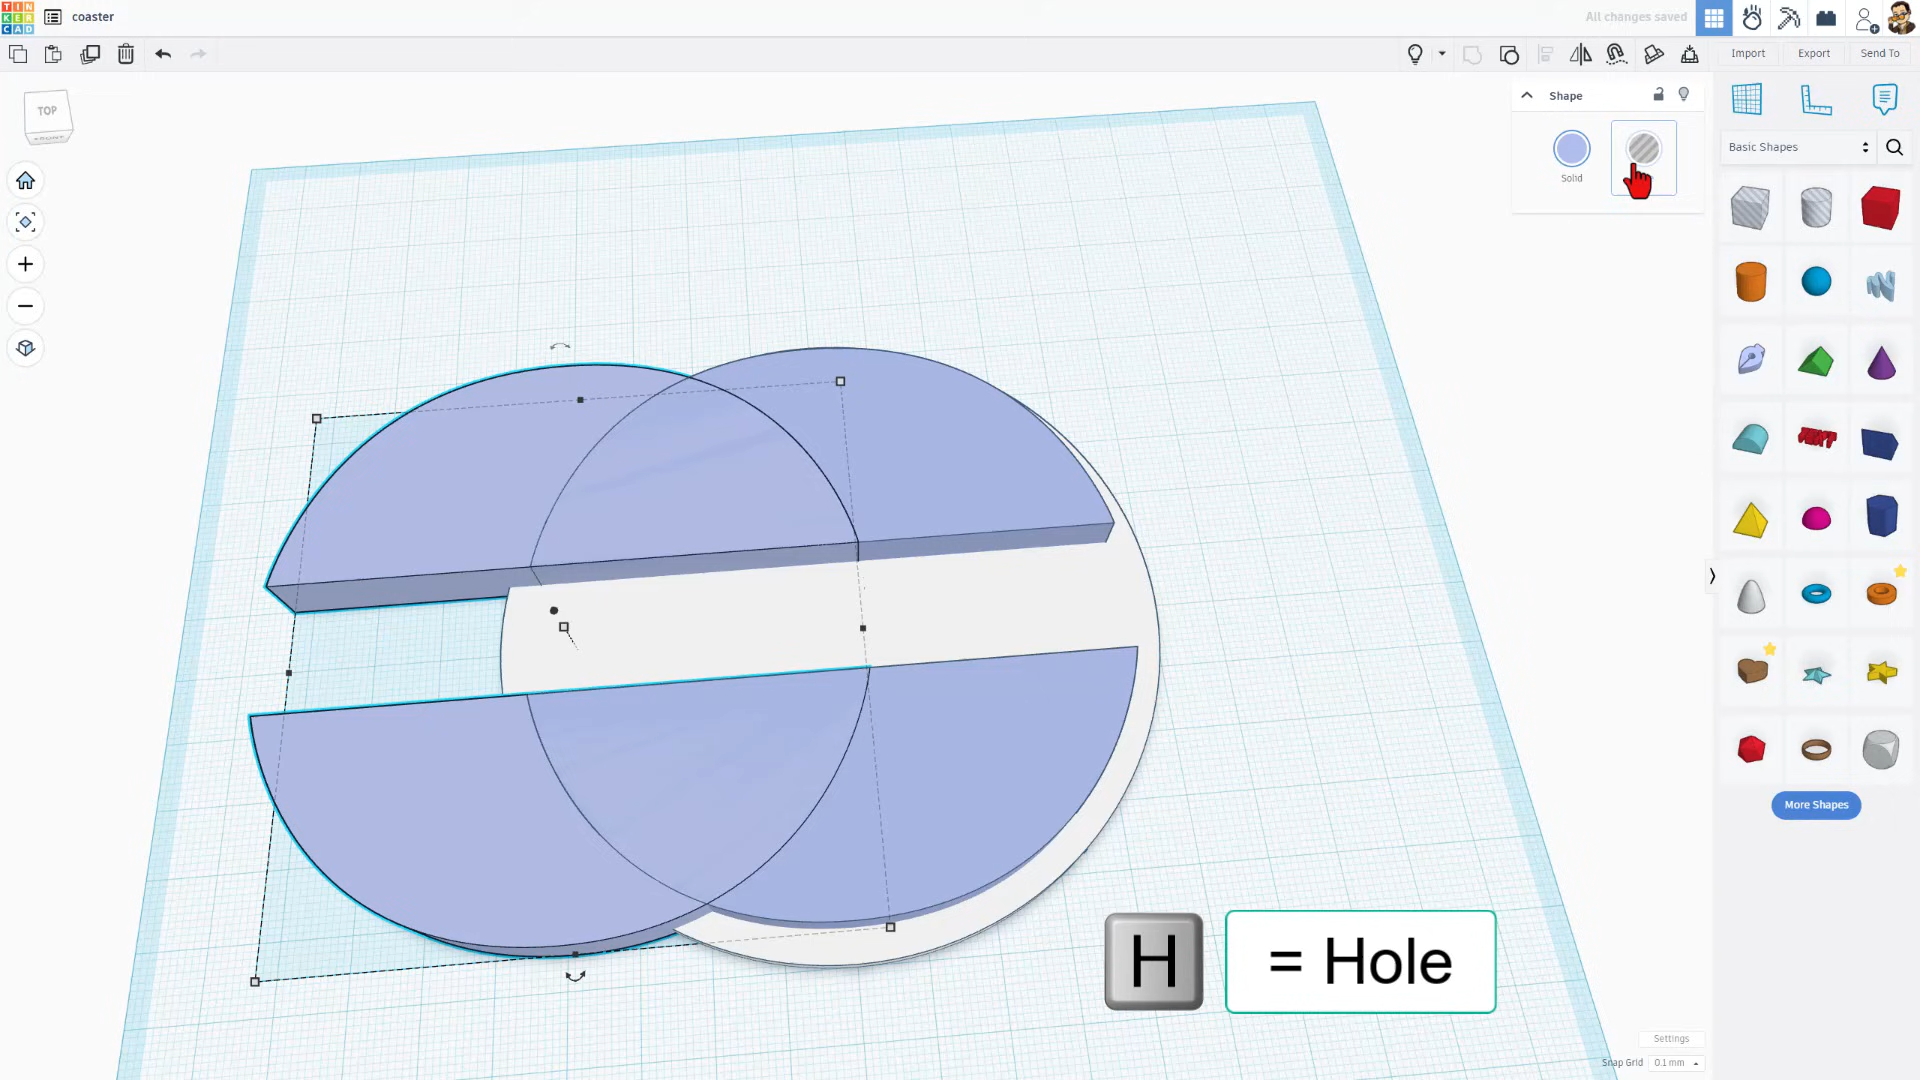 TIN
KER
CAD
coaster
All changes saved
Import
Export
Send To
TOP
FRONT
Shape
Solid
Basic Shapes
More Shapes
H
= Hole
Settings
Snap Grid
0.1 mm